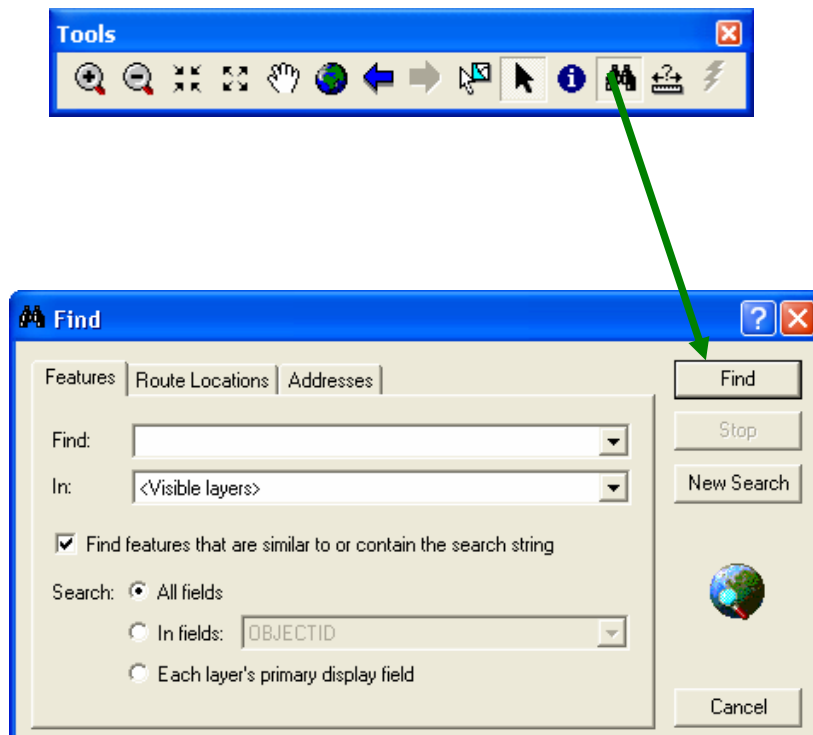 Tools
Find
Features Route Locations Addresses
Find
Find:
Stop
In: <Visible layers>
New Search
Find features that are similar to or contain the search string
Search: All fields
In fields: OBJECTID
Each layer's primary display field
Cancel